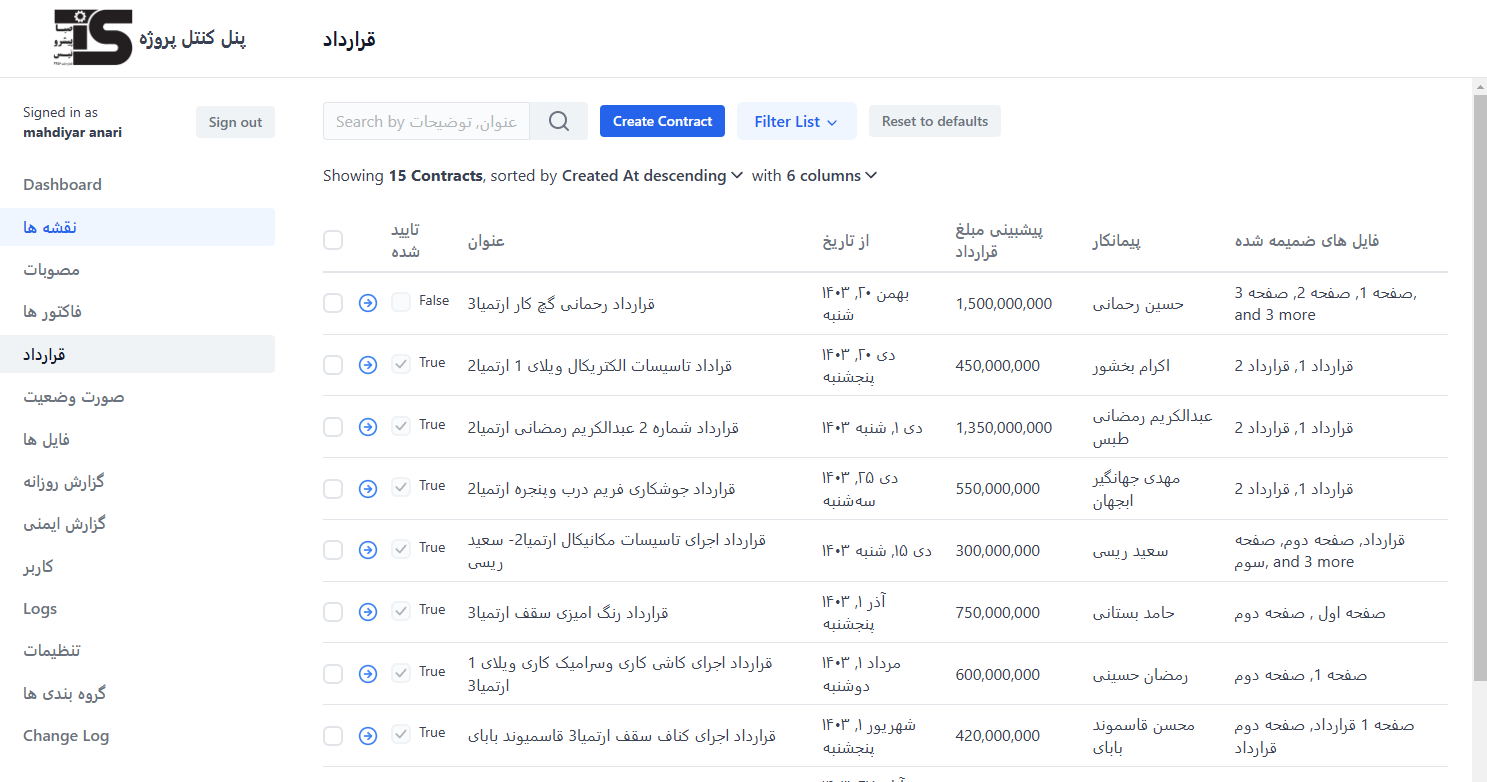 پنل کنتل پروژه
قرارداد
Signed in as
mahdiyar anari
Sign out
Dashboard
نقشه ها
مصوبات
فاکتور ها
قرارداد
صورت وضعیت
فایل ها
گزارش روزانه
گزارش ایمنی
کاربر
Logs
تنظیمات
گروه بندی ها
Change Log
Search by عنوان, توضیحات
Create Contract
Filter List
Reset to defaults
Showing 15 Contracts, sorted by Created At descending with 6 columns
تایید
شده
عنوان
از تاریخ
پیشبینی مبلغ
قرارداد
پیمانکار
فایل های ضمیمه شده
False
قرارداد رحمانی گچ کار ارتمیا3
۱۴۰۳ ,۲۰ بهمن
شنبه
1,500,000,000
حسین رحمانی
صفحه 1, صفحه 2, صفحه 3,
and 3 more
True
قراداد تاسیسات الکتریکال ویلای 1 ارتمیا2
۱۴۰۳ ,۲۰ دی
پنجشنبه
450,000,000
اکرام بخشور
قرارداد 1, قرارداد 2
True
قرارداد شماره 2 عبدالکریم رمضانی ارتمیا2
۱۴۰۳ دی ۱, شنبه
1,350,000,000
عبدالکریم رمضانی
طبس
قرارداد 1, قرارداد 2
True
قرارداد جوشکاری فریم درب وپنجره ارتمیا2
۱۴۰۳ ,۲۵ دی
سه‌شنبه
550,000,000
مهدی جهانگیر
ابجهان
قرارداد 1, قرارداد 2
True
قرارداد اجرای تاسیسات مکانیکال ارتمیا2- سعید
ریسی
۱۴۰۳ دی ۱۵, شنبه
300,000,000
سعید ریسی
قرارداد, صفحه دوم, صفحه
سوم, and 3 more
True
قرارداد رنگ امیزی سقف ارتمیا3
۱۴۰۳ ,۱ آذر
پنجشنبه
750,000,000
حامد بستانی
صفحه اول , صفحه دوم
True
قرارداد اجرای کاشی کاری وسرامیک کاری ویلای 1
ارتمیا3
۱۴۰۳ ,۱ مرداد
دوشنبه
600,000,000
رمضان حسینی
صفحه 1, صفحه دوم
True
قرارداد اجرای کناف سقف ارتمیا3 قاسمیوند بابای
۱۴۰۳ ,۱ شهریور
پنجشنبه
420,000,000
محسن قاسموند
بابای
صفحه 1 قرارداد, صفحه دوم
قرارداد